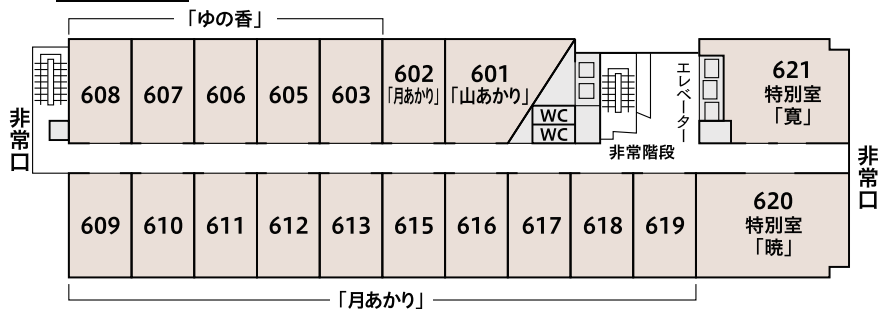 「ゆの香」
608
607
606
605
603
602
「月あかり」
601
「山あかり」
WC
WC
非常階段
エレベーター
621
特別室
「寛」
非常口
非常口
609
610
611
612
613
615
616
617
618
619
620
特別室
「暁」
「月あかり」